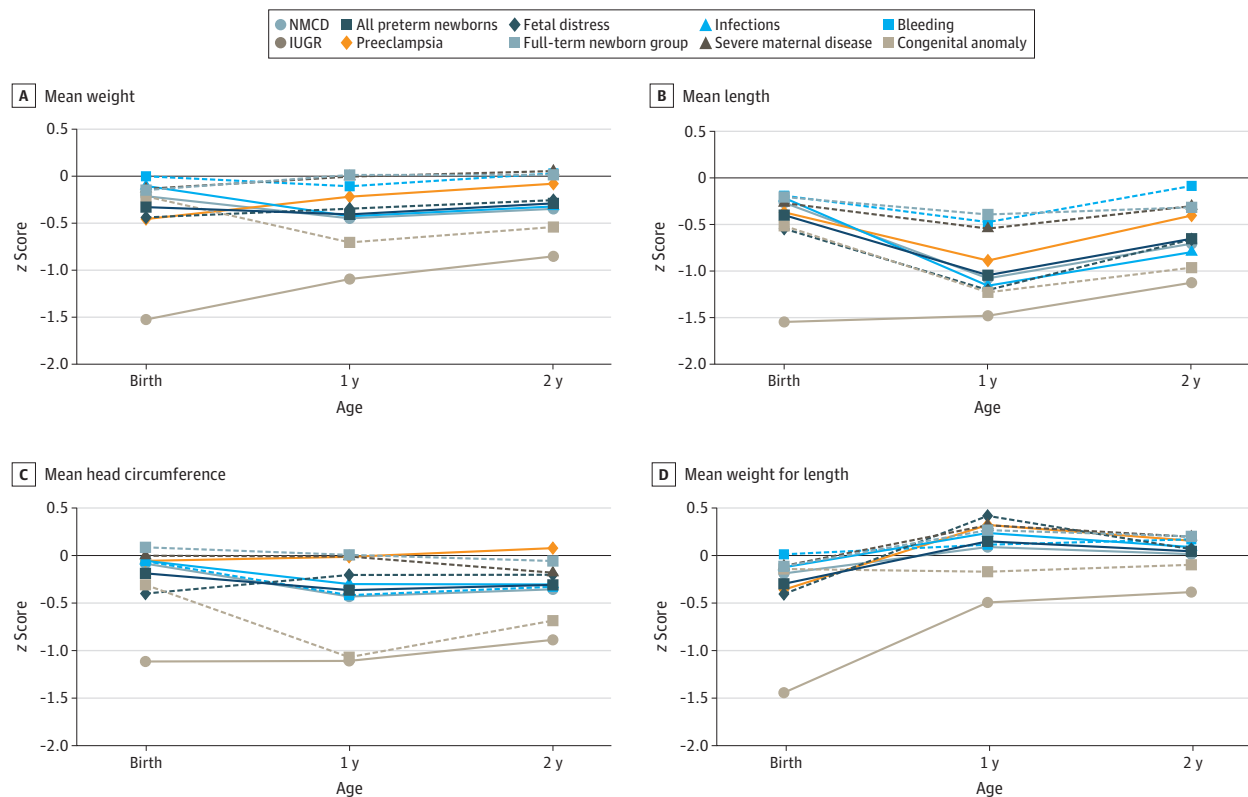 NMCD All preterm newborns Fetal distress Infections Bleeding
IUGR Preeclampsia Full-term newborn group Severe maternal disease Congenital anomaly
A Mean weight
0.5
0
−0.5
−1.0
−1.5
−2.0
z Score
Birth 1 y 2 y
Age
B Mean length
0.5
0
−0.5
−1.0
−1.5
−2.0
z Score
Birth 1 y 2 y
Age
C Mean head circumference
0.5
0
−0.5
−1.0
−1.5
−2.0
z Score
Birth 1 y 2 y
Age
D Mean weight for length
0.5
0
−0.5
−1.0
−1.5
−2.0
z Score
Birth 1 y 2 y
Age